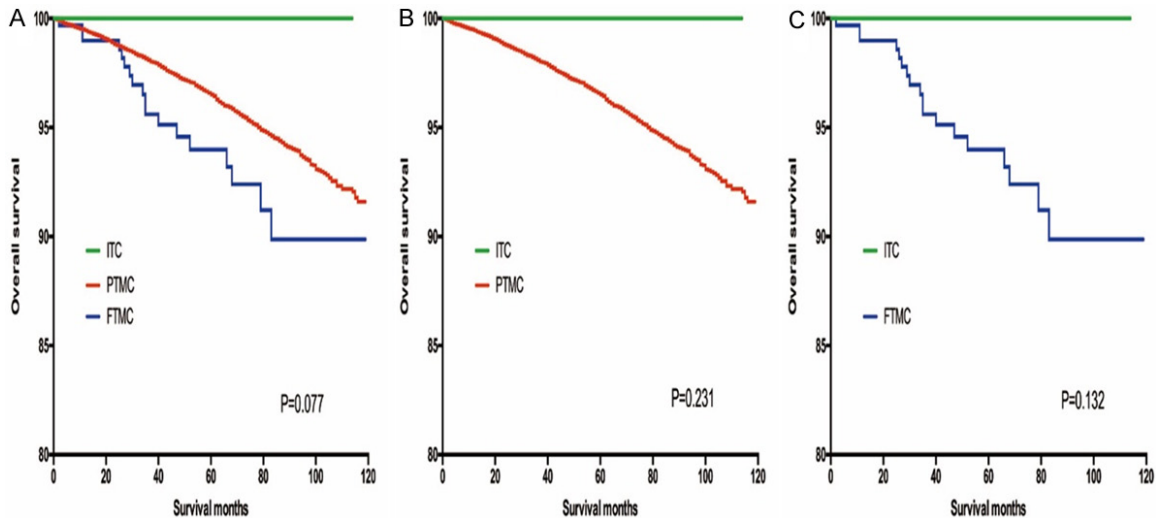 A
Overall survival
100
95
90
85
80
ITC
PTMC
FTMC
P=0.077
0 20 40 60 80 100 120
Survival months
B
Overall survival
100
95
90
85
80
ITC
PTMC
P=0.231
0 20 40 60 80 100 120
Survival months
C
Overall survival
100
95
90
85
80
ITC
FTMC
P=0.132
0 20 40 60 80 100 120
Survival months